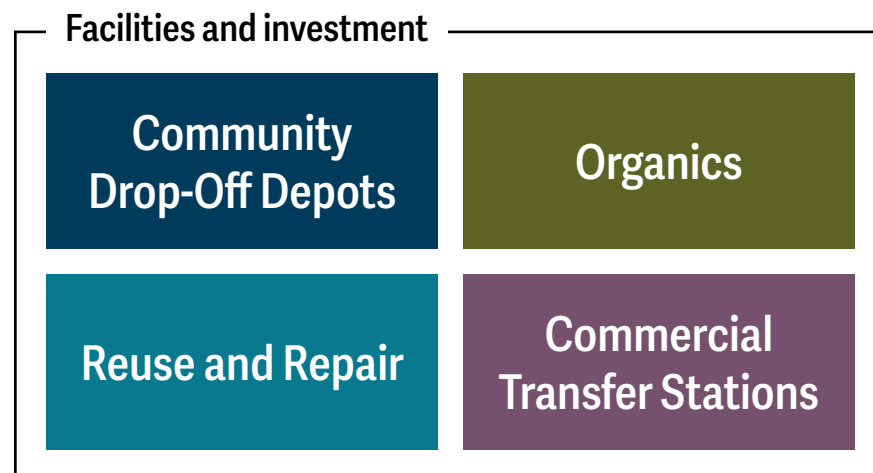 Facilities and investment
Community
Drop-Off Depots
Organics
Reuse and Repair
Commercial
Transfer Stations